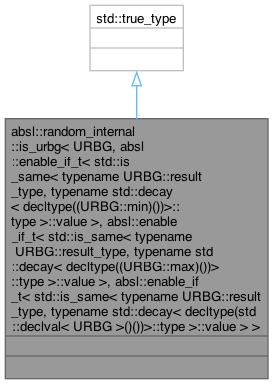 std::true_type
absl::random_internal
::is_urbg< URBG, absl
::enable_if_t< std::is
_same< typename URBG::result
_type, typename std::decay
< decltype((URBG::min)())>::
type >::value >, absl::enable
_if_t< std::is_same< typename
URBG::result_type, typename std
::decay< decltype((URBG::max)())>
::type >::value >, absl::enable_if
_t< std::is_same< typename URBG::result
_type, typename std::decay< decltype(std
::declval< URBG >()())>::type >::value > >